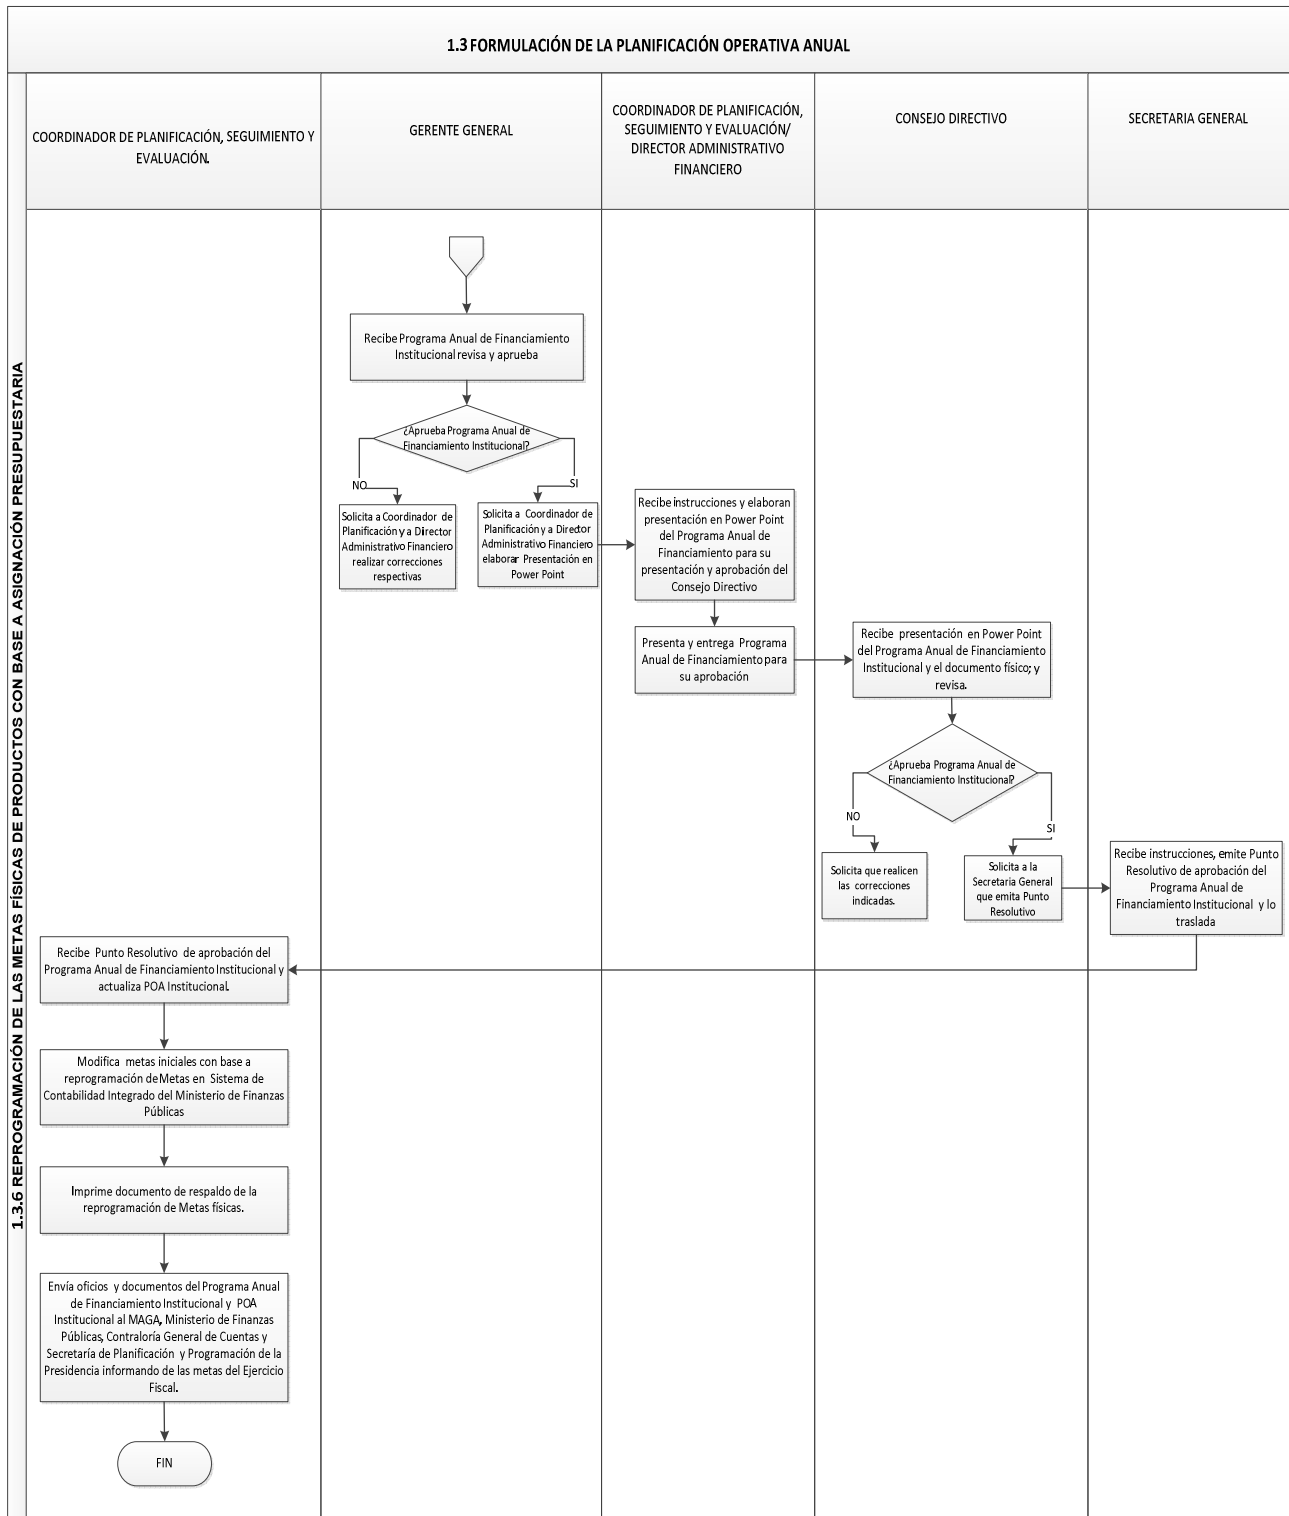 1.3 FORMULACIÓN DE LA PLANIFICACIÓN OPERATIVA ANUAL
1.3.6 REPROGRAMACIÓN DE LAS METAS FÍSICAS DE PRODUCTOS CON BASE A ASIGNACIÓN PRESUPUESTARIA
COORDINADOR DE PLANIFICACIÓN, SEGUIMIENTO Y
EVALUACIÓN.
GERENTE GENERAL
COORDINADOR DE PLANIFICACIÓN,
SEGUIMIENTO Y EVALUACIÓN/
DIRECTOR ADMINISTRATIVO
FINANCIERO
CONSEJO DIRECTIVO
SECRETARIA GENERAL
Recibe Programa Anual de Financiamiento
Institucional revisa y aprueba
¿Aprueba Programa Anual de
Financiamiento Institucional?
NO
SI
Solicita a Coordinador de
Planificación y a Director
Administrativo Financiero
realizar correcciones
respectivas
Solicita a Coordinador de
Planificación y a Director
Administrativo Financiero
elaborar Presentación en
Power Point
Recibe instrucciones y elaboran
presentación en Power Point
del Programa Anual de
Financiamiento para su
presentación y aprobación del
Consejo Directivo
Presenta y entrega Programa
Anual de Financiamiento para
su aprobación
Recibe presentación en Power Point
del Programa Anual de Financiamiento
Institucional y el documento físico; y
revisa.
¿Aprueba Programa Anual de
Financiamiento Institucional?
NO
SI
Solicita que realicen
las correcciones
indicadas.
Solicita a la
Secretaria General
que emita Punto
Resolutivo
Recibe instrucciones, emite Punto
Resolutivo de aprobación del
Programa Anual de
Financiamiento Institucional y lo
traslada
Recibe Punto Resolutivo de aprobación del
Programa Anual de Financiamiento Institucional y
actualiza POA Institucional.
Modifica metas iniciales con base a
reprogramación de Metas en Sistema de
Contabilidad Integrado del Ministerio de Finanzas
Públicas
Imprime documento de respaldo de la
reprogramación de Metas físicas.
Envía oficios y documentos del Programa Anual
de Financiamiento Institucional y POA
Institucional al MAGA, Ministerio de Finanzas
Públicas, Contraloría General de Cuentas y
Secretaría de Planificación y Programación de la
Presidencia informando de las metas del Ejercicio
Fiscal.
FIN